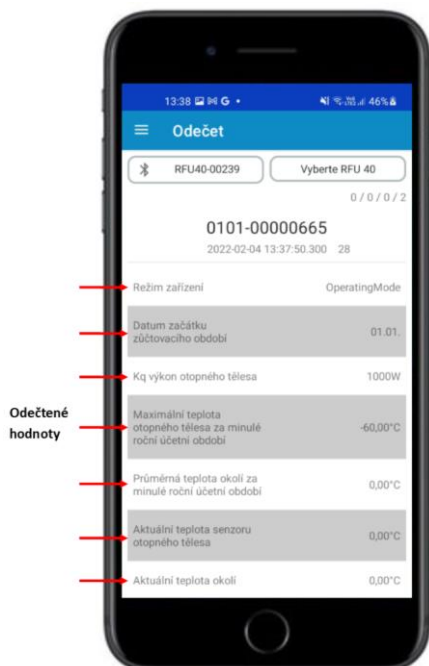 13:38 G • 46%
Odečet
RFU40-00239 Vyberte RFU 40
0 / 0 / 0 / 2
0101-00000665
2022-02-04 13:37:50.300 28
Režim zařízení OperatingMode
Datum začátku
zúčtovacího období 01.01.
Kq výkon otopného tělesa 1000W
Odečtené
hodnoty
Maximální teplota
otopného tělesa za minulé -60,00°C
roční účetní období
Průměrná teplota okolí za
minulé roční účetní období 0,00°C
Aktuální teplota senzoru
otopného tělesa 0,00°C
Aktuální teplota okolí 0,00°C